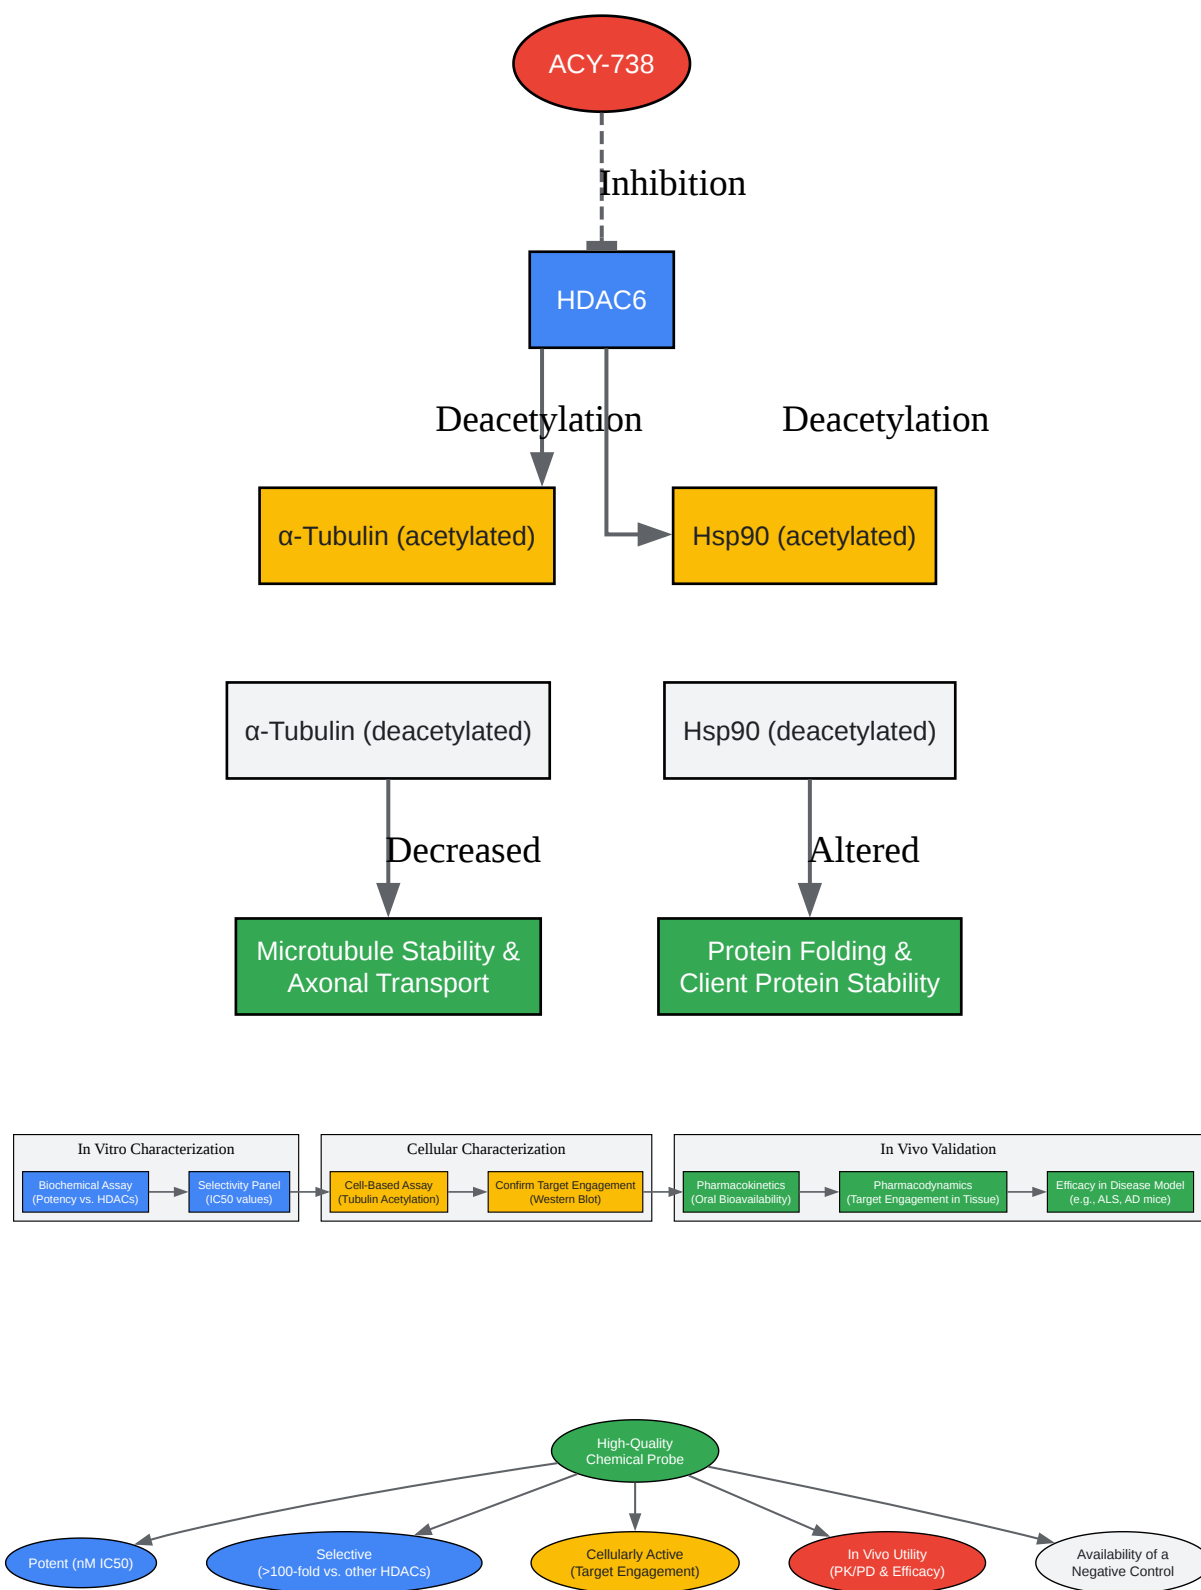 ACY-738
Inhibition
HDAC6
Deacetylation
Deacetylation
α-Tubulin (acetylated)
Hsp90 (acetylated)
α-Tubulin (deacetylated)
Hsp90 (deacetylated)
Decreased
Altered
Microtubule Stability &
Axonal Transport
Protein Folding &
Client Protein Stability
In Vitro Characterization
Biochemical Assay
(Potency vs. HDACs)
Selectivity Panel
(IC50 values)
Cellular Characterization
Cell-Based Assay
(Tubulin Acetylation)
Confirm Target Engagement
(Western Blot)
In Vivo Validation
Pharmacokinetics
(Oral Bioavailability)
Pharmacodynamics
(Target Engagement in Tissue)
Efficacy in Disease Model
(e.g., ALS, AD mice)
High-Quality
Chemical Probe
Potent (nM IC50)
Selective
(>100-fold vs. other HDACs)
Cellularly Active
(Target Engagement)
In Vivo Utility
(PK/PD & Efficacy)
Availability of a
Negative Control